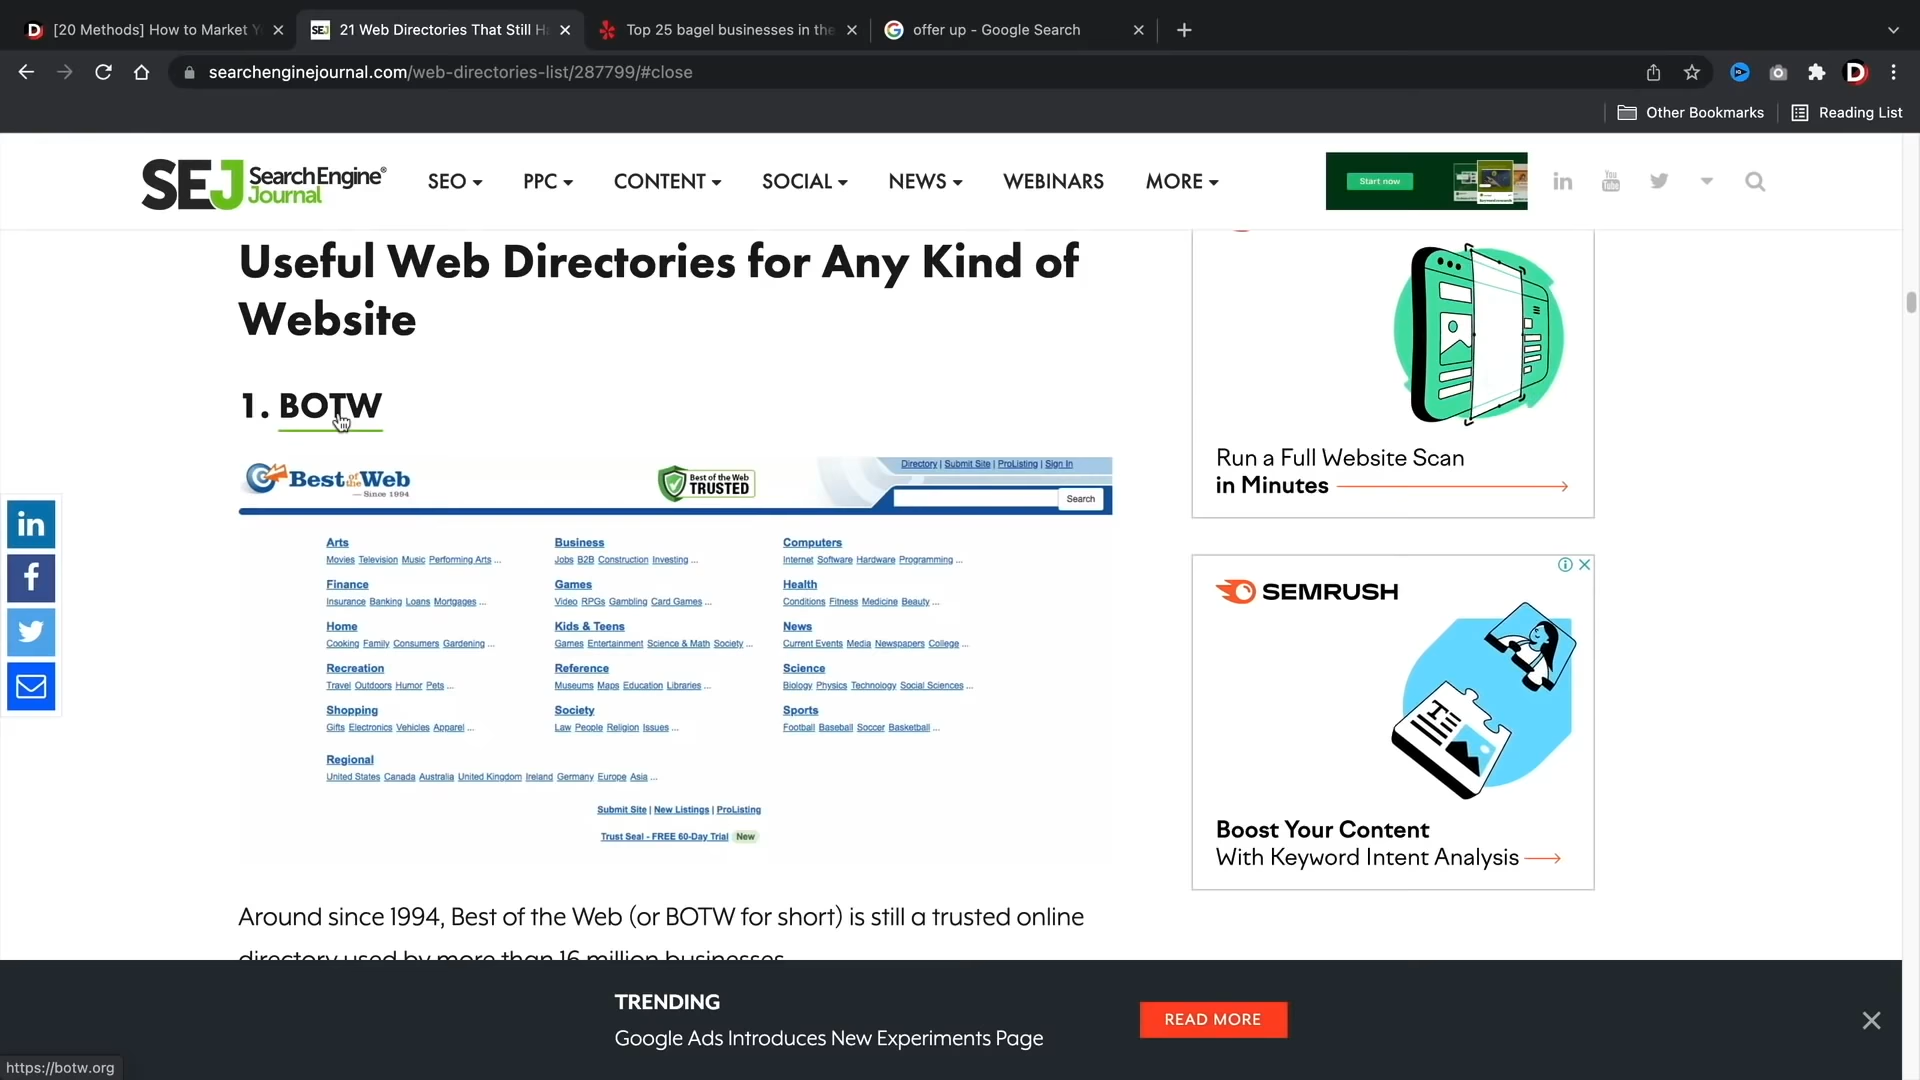 [20 Methods] How to Market Y
21 Web Directories That Still Ha
Top 25 bagel businesses in the
offer up - Google Search
searchenginejournal.com/web-directories-list/287799/#close
Other Bookmarks
Reading List
SEJ SearchEngine® Journal
SEO
PPC
CONTENT
SOCIAL
NEWS
WEBINARS
MORE
Start now
You Tube
Useful Web Directories for Any Kind of
Website
1. BOTW
Best of the Web
Since 1994
Best of the Web
TRUSTED
Directory | Submit Site | ProListing | Sign In
Search
Arts
Movies Television Music Performing Arts ...
Business
Jobs B2B Construction Investing ...
Computers
Internet Software Hardware Programming ...
Finance
Insurance Banking Loans Mortgages ...
Games
Video RPGs Gambling Card Games ...
Health
Conditions Fitness Medicine Beauty ...
Home
Cooking Family Consumers Gardening ...
Kids & Teens
Games Entertainment Science & Math Society ...
News
Current Events Media Newspapers College ...
Recreation
Travel Outdoors Humor Pets ...
Reference
Museums Maps Education Libraries ...
Science
Biology Physics Technology Social Sciences ...
Shopping
Gifts Electronics Vehicles Apparel ...
Society
Law People Religion Issues ...
Sports
Football Baseball Soccer Basketball ...
Regional
United States Canada Australia United Kingdom Ireland Germany Europe Asia ...
Submit Site | New Listings | ProListing
Trust Seal - FREE 60-Day Trial New
Around since 1994, Best of the Web (or BOTW for short) is still a trusted online
directory used by more than 16 million businesses
Run a Full Website Scan
in Minutes
SEMRUSH
Boost Your Content
With Keyword Intent Analysis
TRENDING
Google Ads Introduces New Experiments Page
READ MORE
https://botw.org